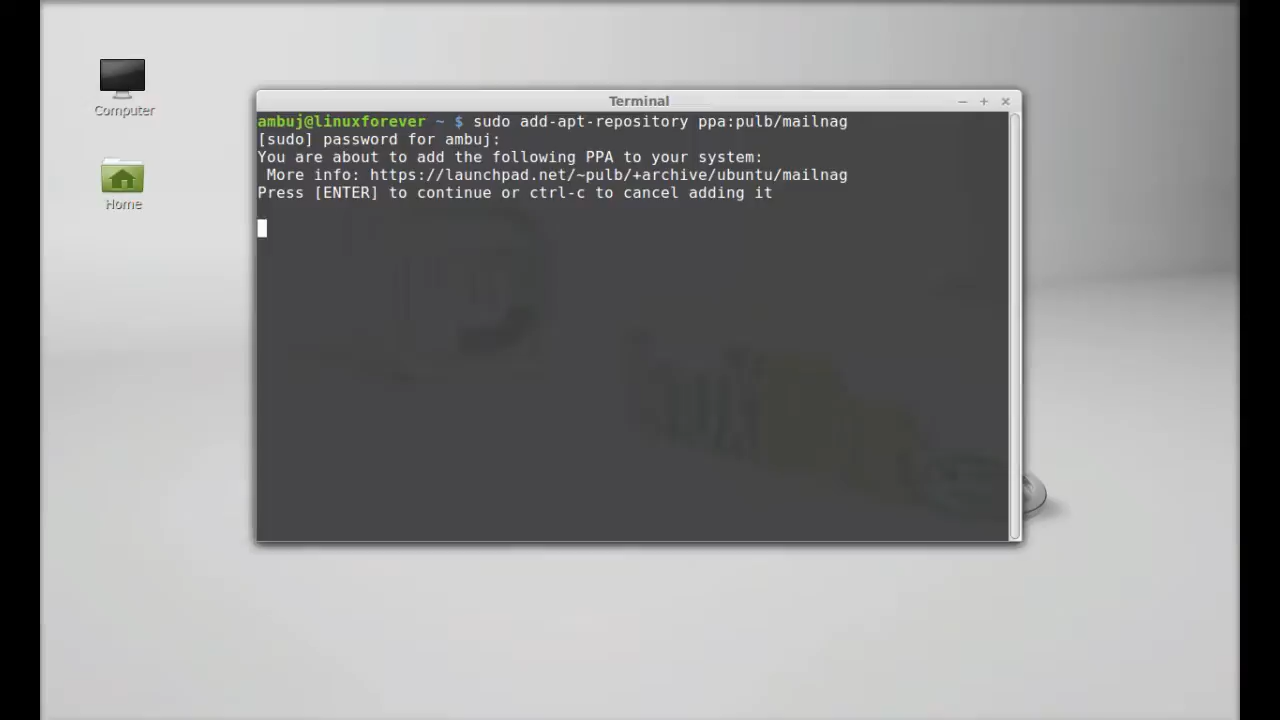 Computer
Home
Terminal
ambuj@linuxforever ~ $ sudo add-apt-repository ppa:pulb/mailnag
[sudo] password for ambuj:
You are about to add the following PPA to your system:
More info: https://launchpad.net/~pulb/+archive/ubuntu/mailnag
Press [ENTER] to continue or ctrl-c to cancel adding it